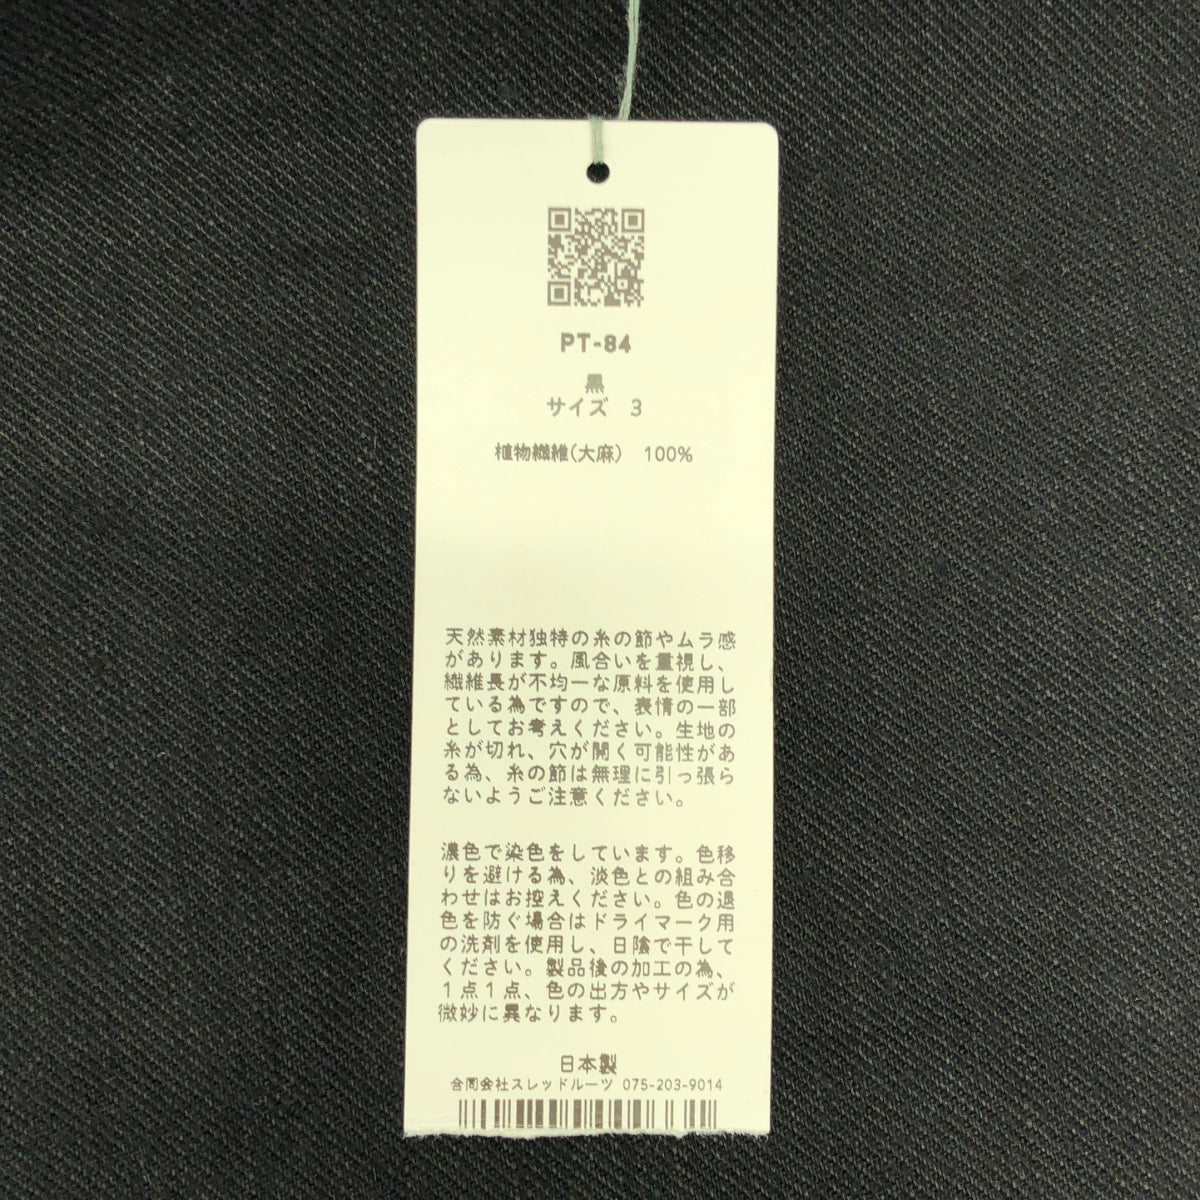 PT-84
黒
サイズ 3
植物繊維(大麻) 100%
天然素材独特の糸の節やムラ感
があります。風合いを重視し、
繊維長が不均一な原料を使用し
ている為ですので、表情の一部
としてお考えください。生地の
糸が切れ、穴が開く可能性があ
る為、糸の節は無理に引っ張ら
ないようご注意ください。
濃色で染色をしています。色移
りを避ける為、淡色との組み合
わせはお控えください。色の退
色を防ぐ場合はドライマーク用
の洗剤を使用し、日陰で干して
ください。製品後の加工の為、
1点1点、色の出方やサイズが
微妙に異なります。
日本製
合同会社スレッドルーツ 075-203-9014